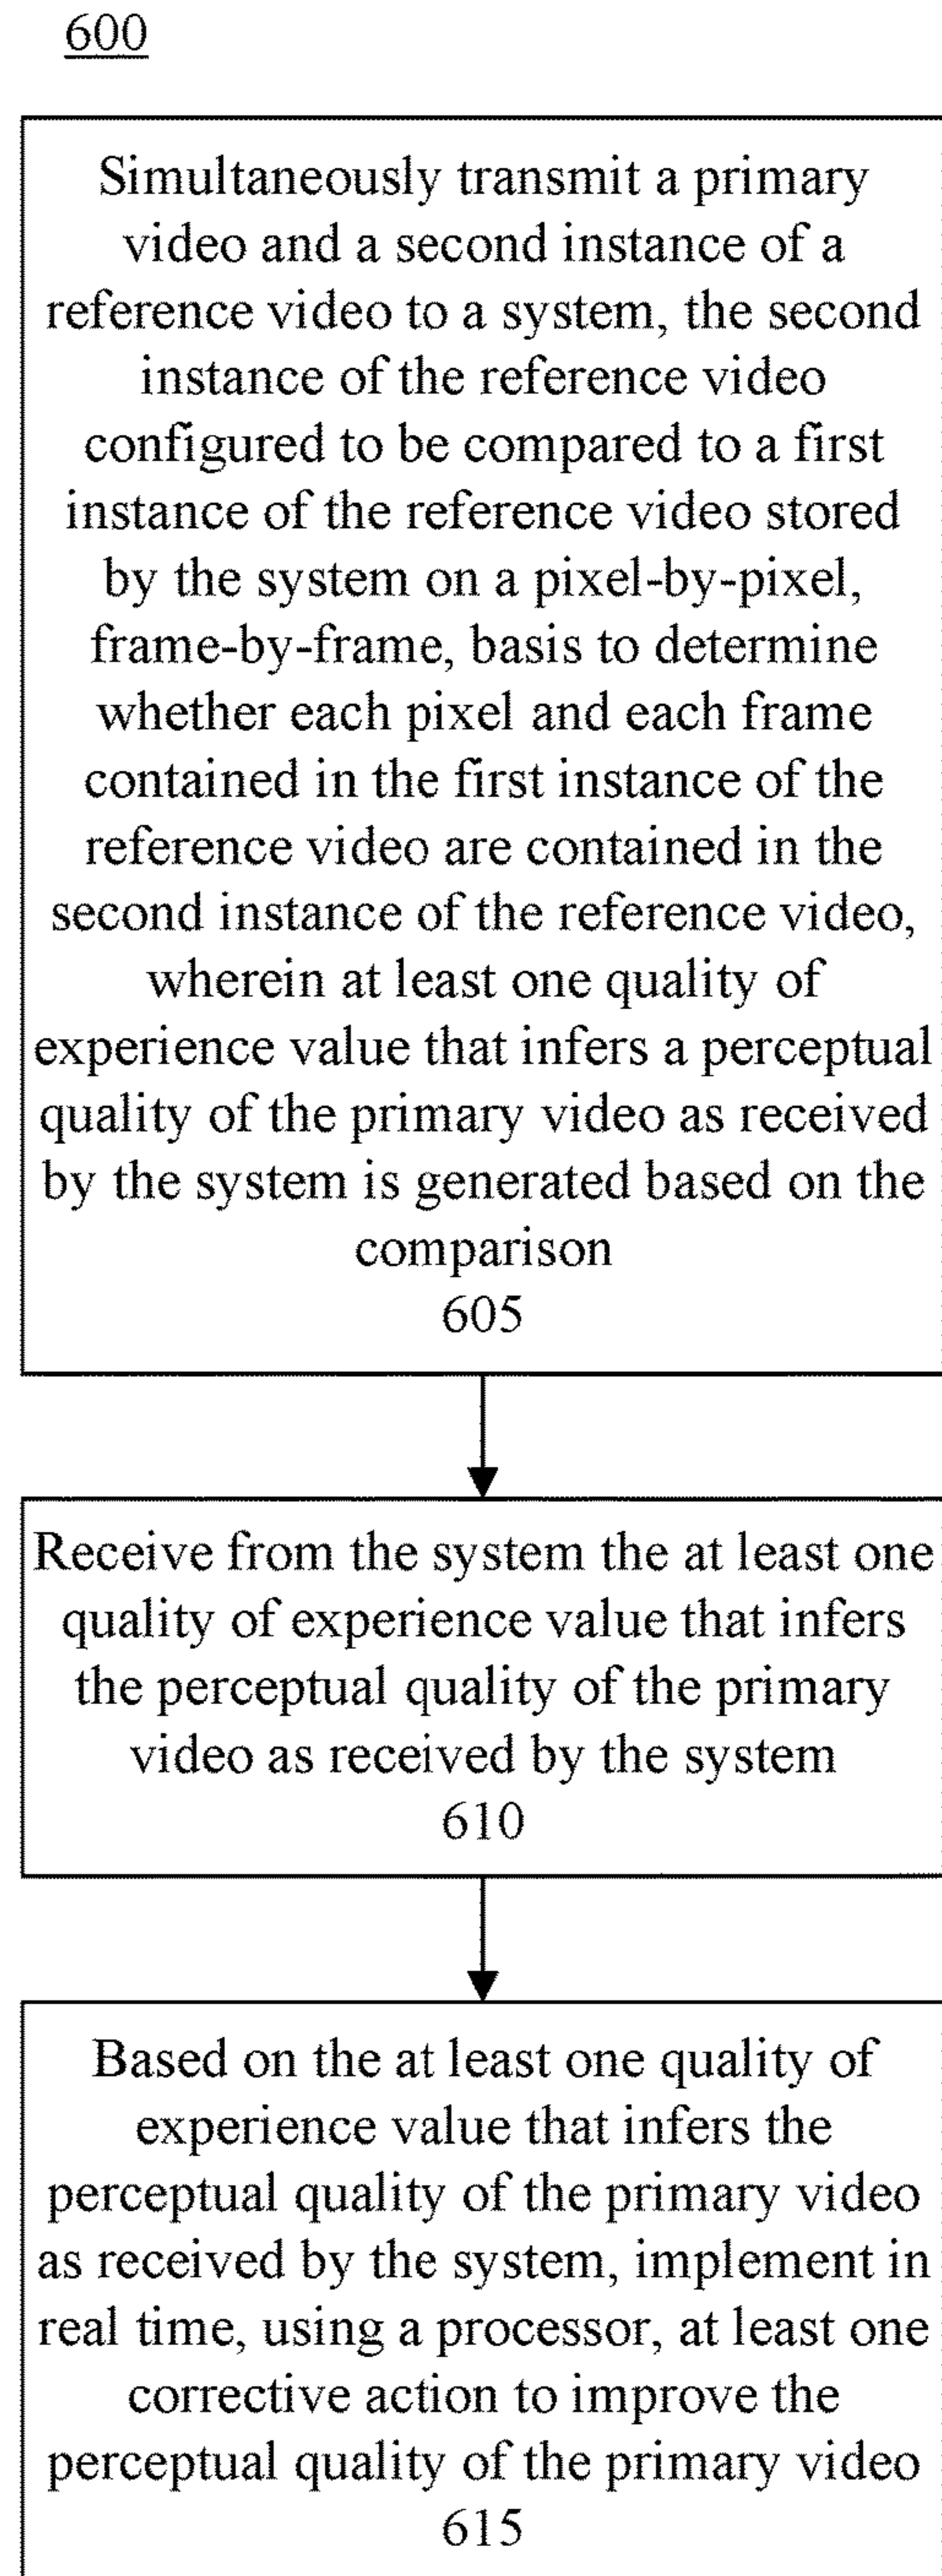 600
Simultaneously transmit a primary
video and a second instance of a
reference video to a system, the second
instance of the reference video
configured to be compared to a first
instance of the reference video stored
by the system on a pixel-by-pixel,
frame-by-frame, basis to determine
whether each pixel and each frame
contained in the first instance of the
reference video are contained in the
second instance of the reference video,
wherein at least one quality of
experience value that infers a perceptual
quality of the primary video as received
by the system is generated based on the
comparison
605
Receive from the system the at least one
quality of experience value that infers
the perceptual quality of the primary
video as received by the system
610
Based on the at least one quality of
experience value that infers the
perceptual quality of the primary video
as received by the system, implement in
real time, using a processor, at least one
corrective action to improve the
perceptual quality of the primary video
615